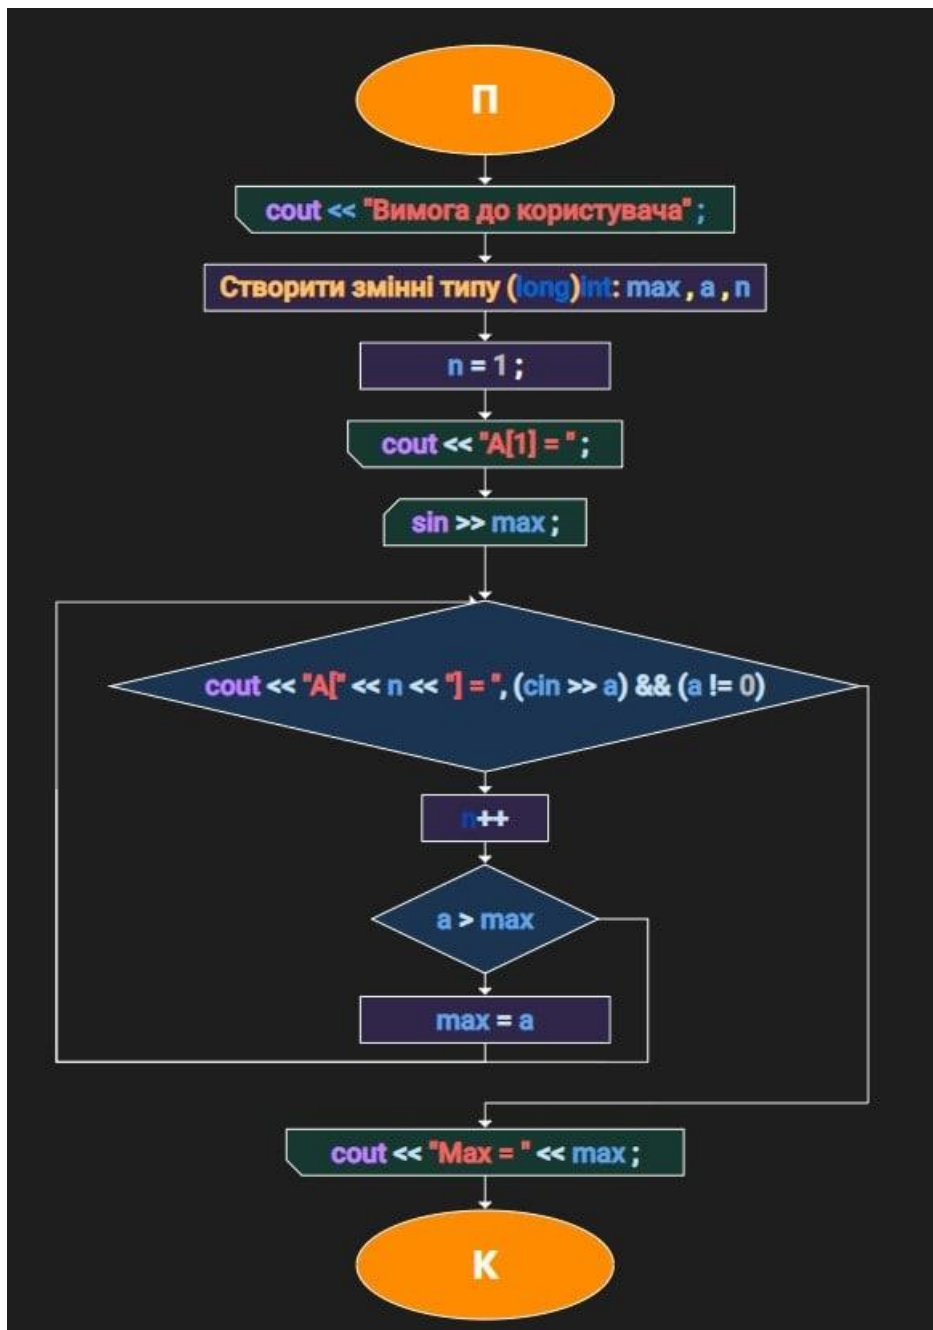 П
cout << "Вимога до користувача" ;
Створити змінні типу (long)int: max , a , n
n = 1 ;
cout << "A[1] = " ;
sin >> max ;
cout << "A[" << n << "] = ", (cin >> a) && (a != 0)
n++
a > max
max = a
cout << "Max = " << max ;
К